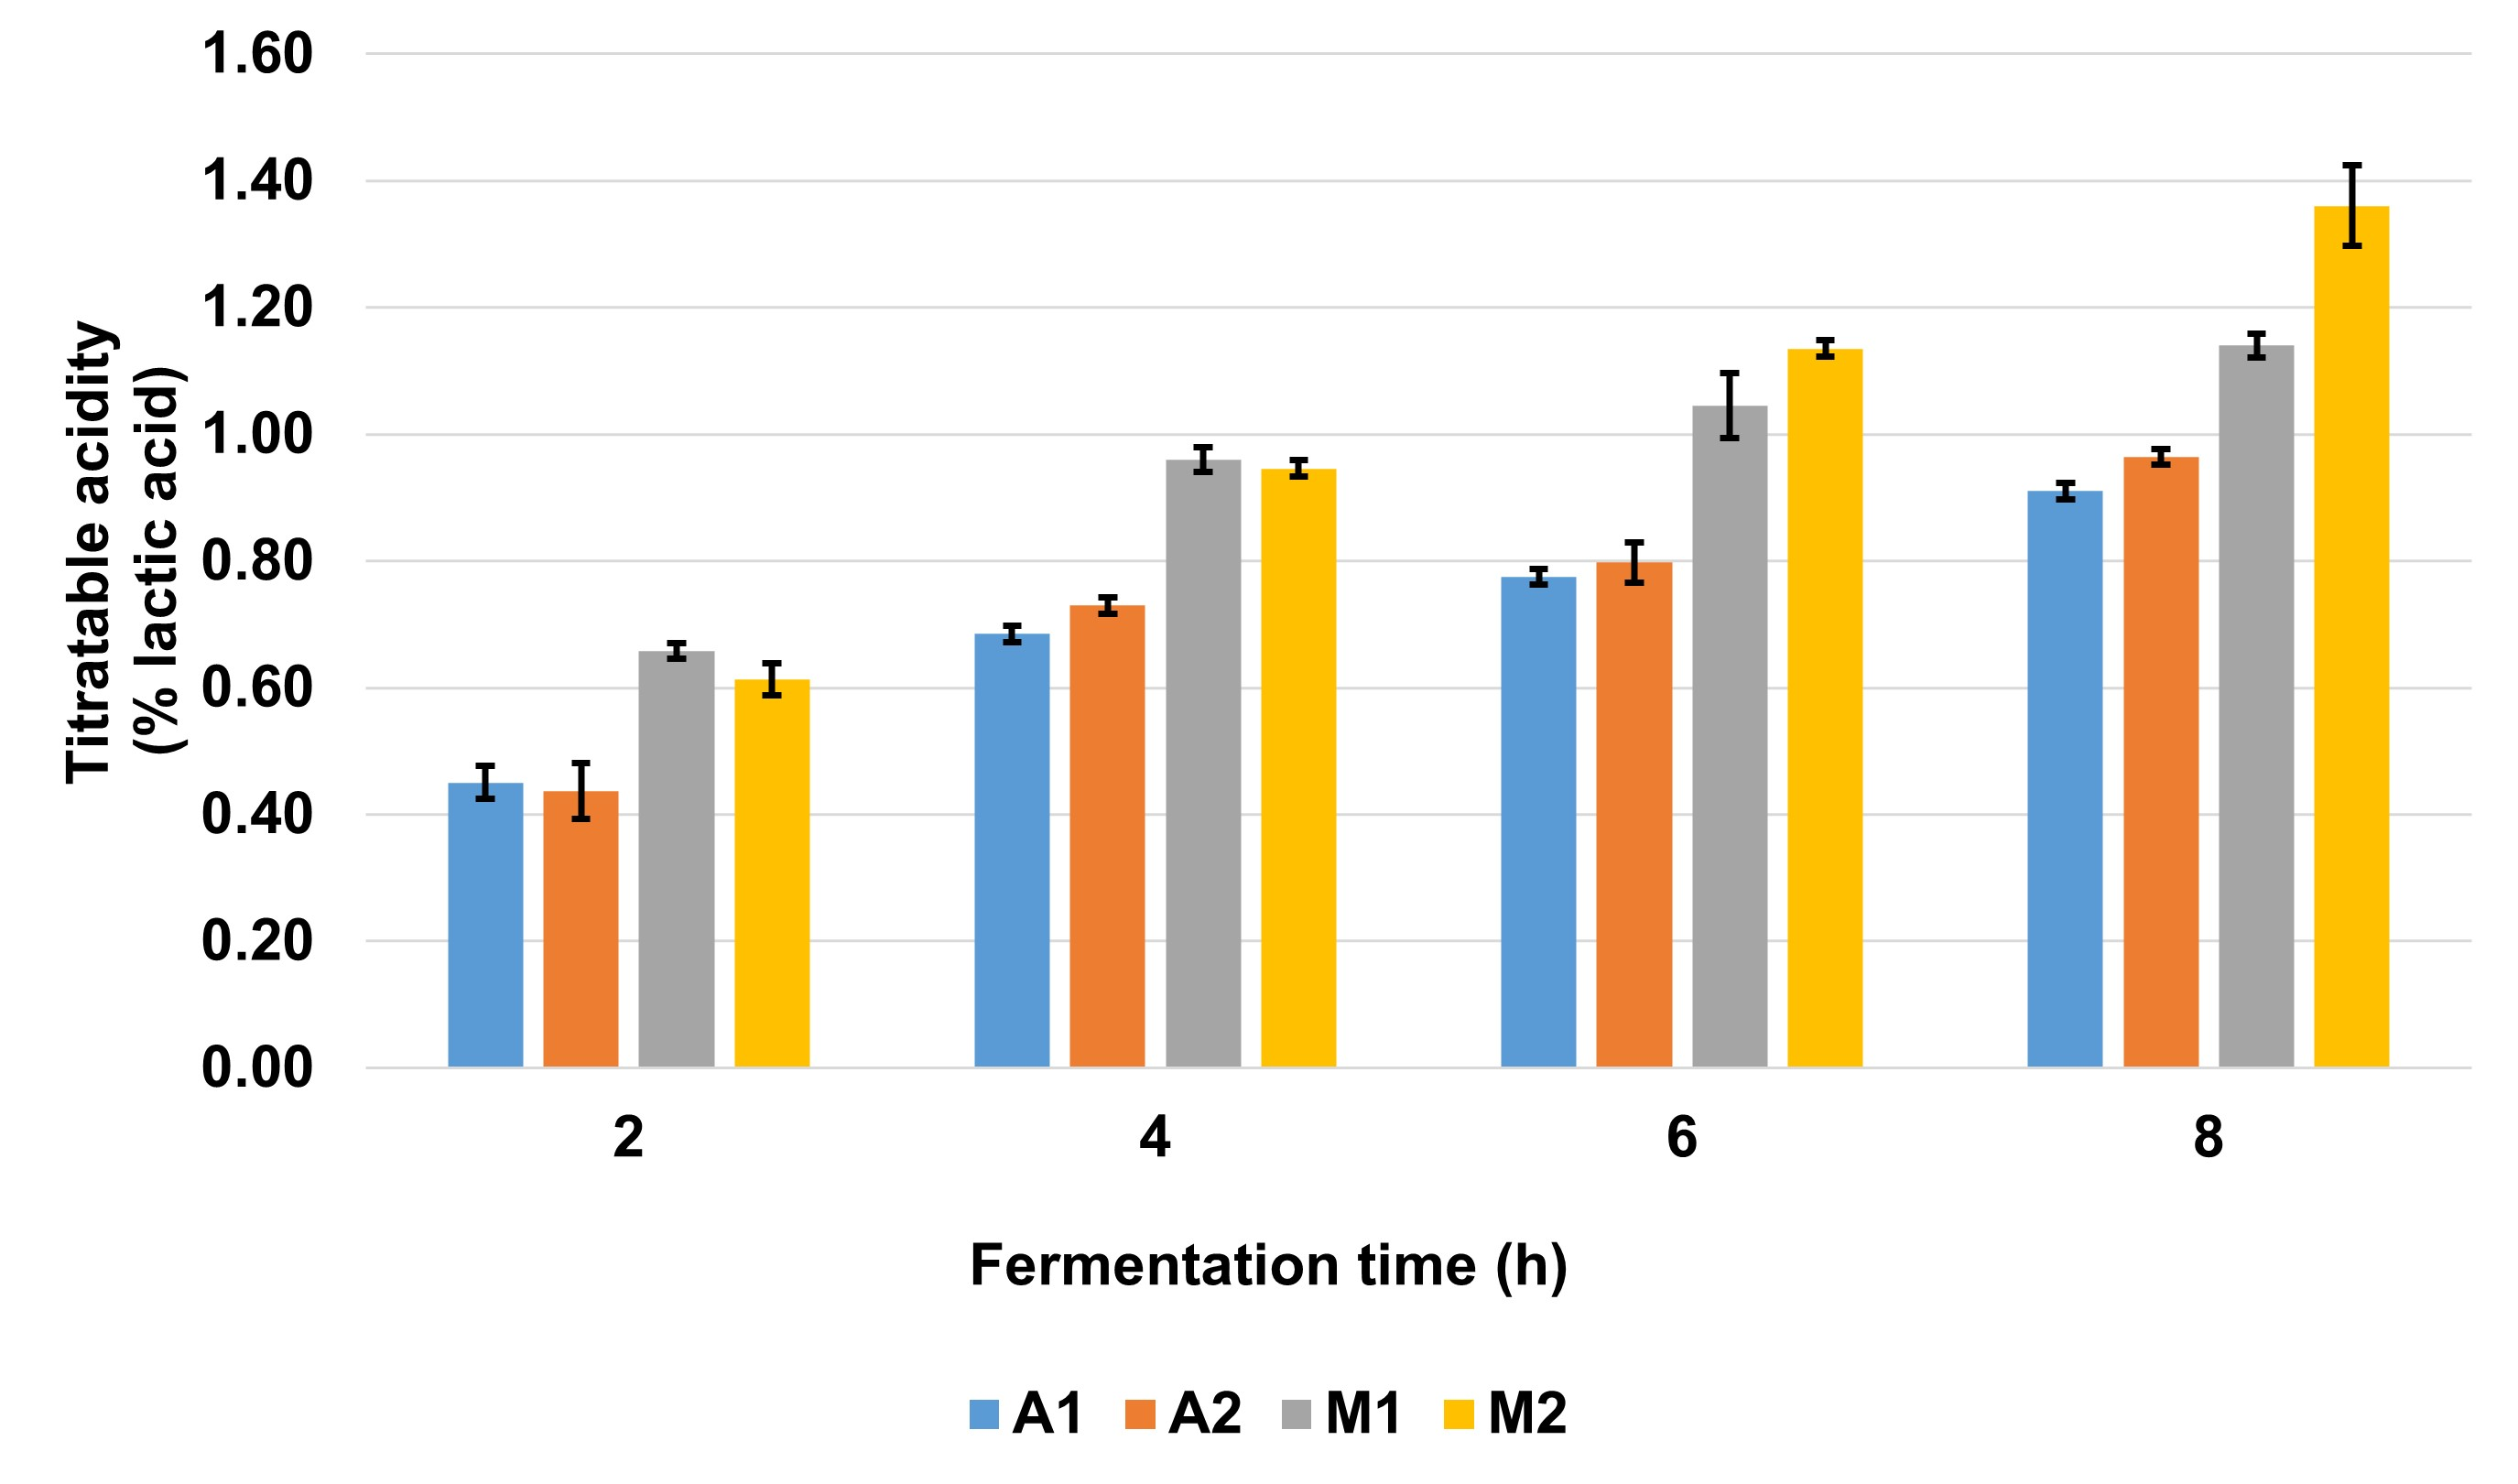 1.60
1.40
1.20
1.00
0.80
0.60
0.40
0.20
0.00
Titratable acidity
(% lactic acid)
2 4 6 8
Fermentation time (h)
A1 A2 M1 M2